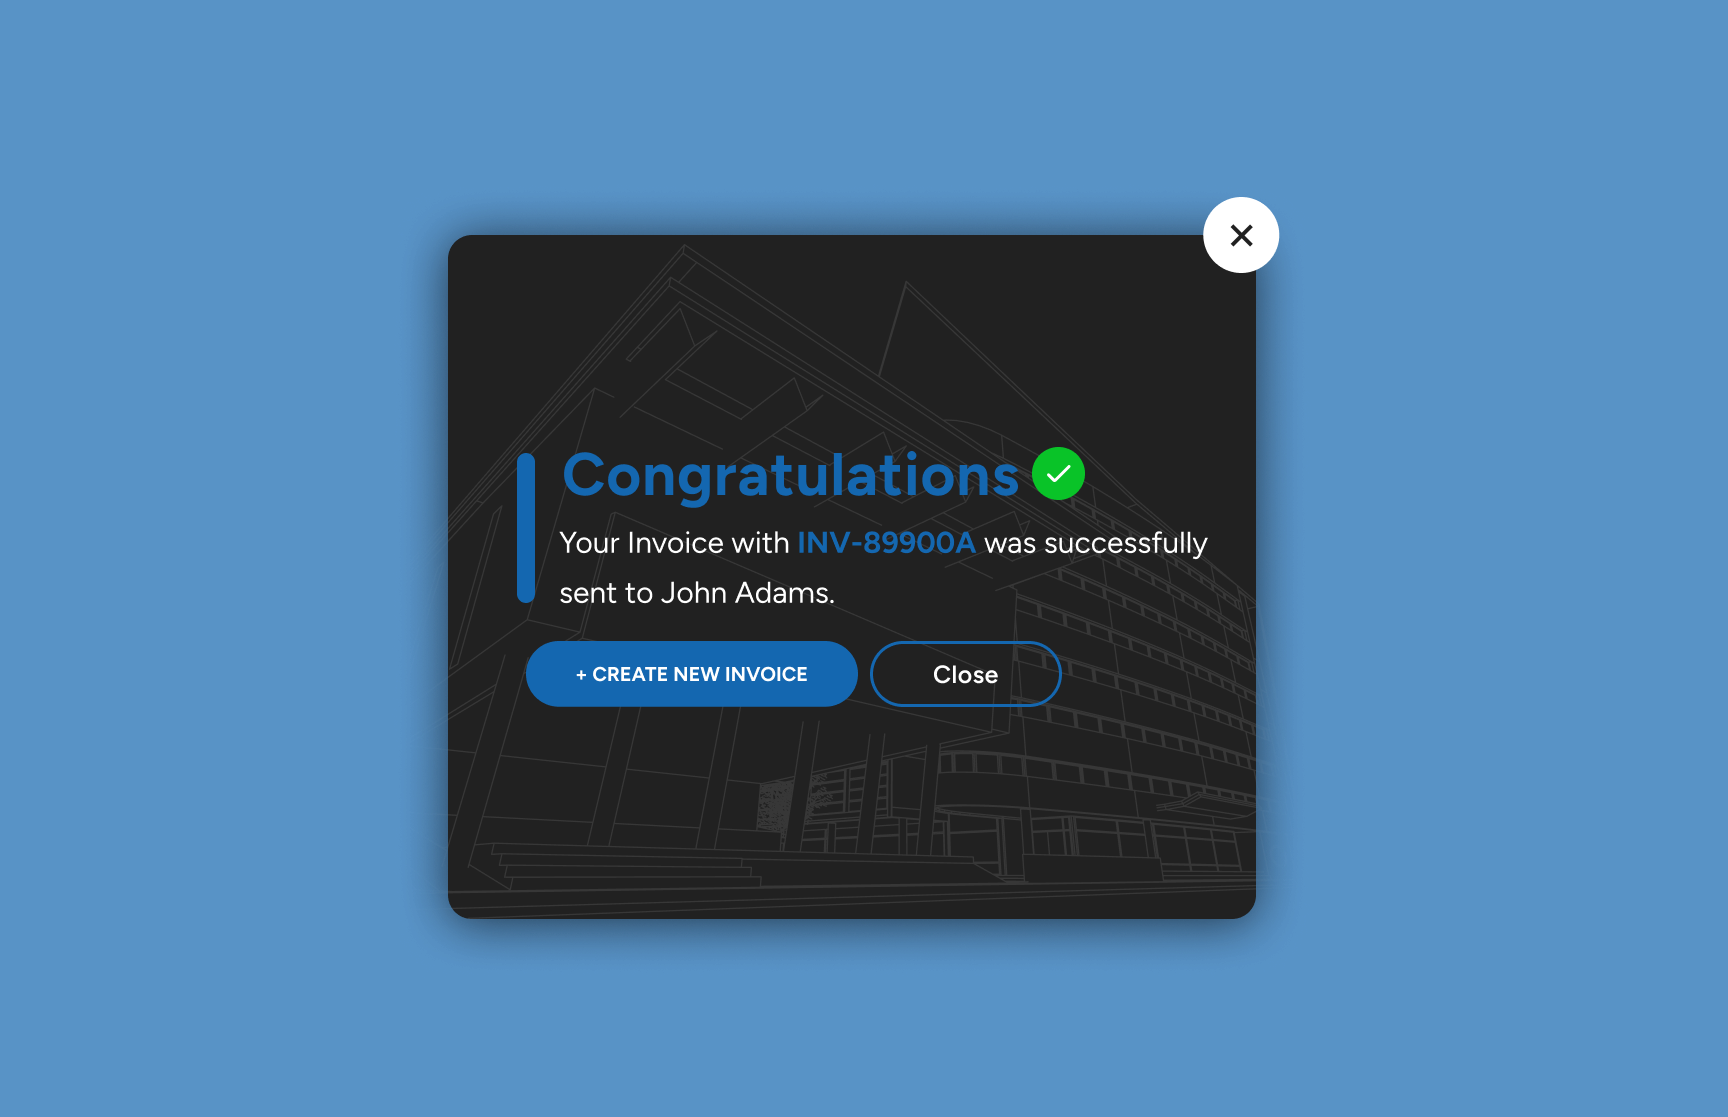 Congratulations
Your Invoice with INV-89900A was successfully
sent to John Adams.
+ CREATE NEW INVOICE
Close